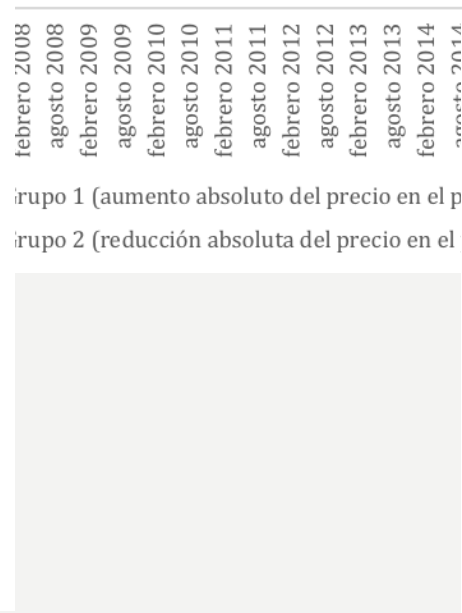 febrero 2008
agosto 2008
febrero 2009
agosto 2009
febrero 2010
agosto 2010
febrero 2011
agosto 2011
febrero 2012
agosto 2012
febrero 2013
agosto 2013
febrero 2014
agosto 2014
rupo 1 (aumento absoluto del precio en el p
rupo 2 (reducción absoluta del precio en el